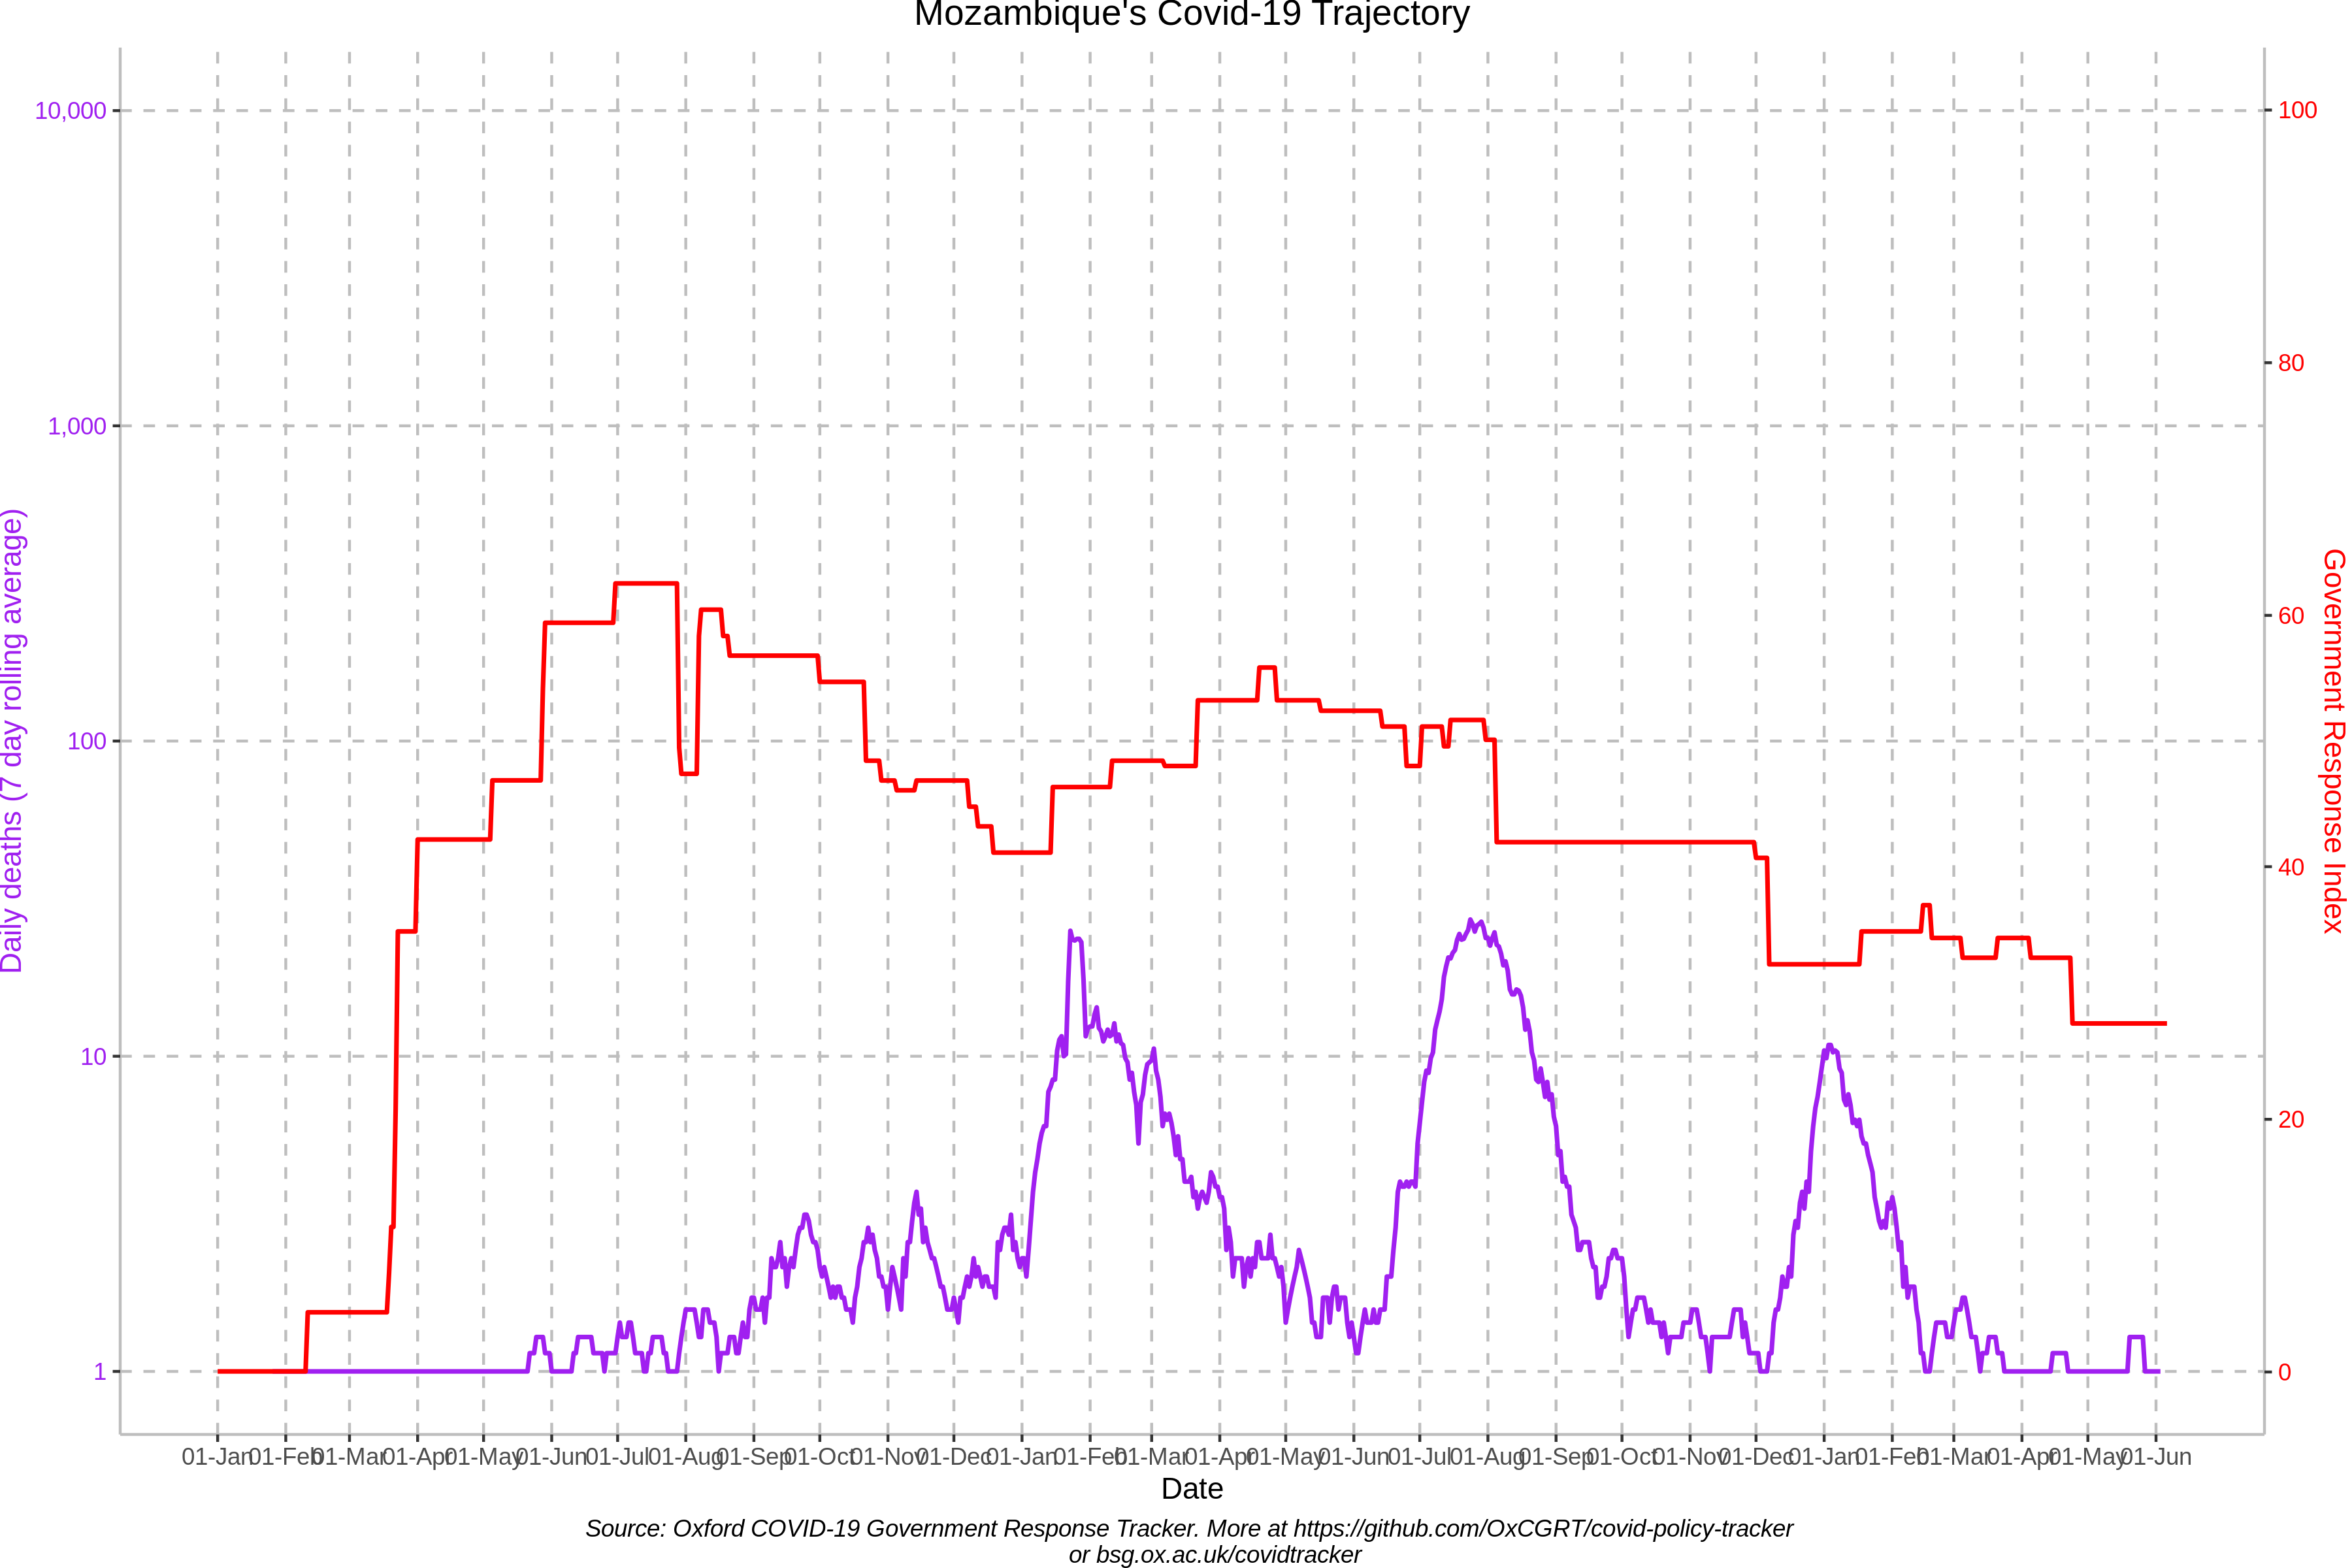 Mozambique's Covid-19 Trajectory
10,000
1,000
100
10
1
Daily deaths (7 day rolling average)
100
80
60
40
20
0
Government Response Index
01-Jan 01-Feb 01-Mar 01-Apr 01-May 01-Jun 01-Jul 01-Aug 01-Sep 01-Oct 01-Nov 01-Dec 01-Jan 01-Feb 01-Mar 01-Apr 01-May 01-Jun 01-Jul 01-Aug 01-Sep 01-Oct 01-Nov 01-Dec 01-Jan 01-Feb 01-Mar 01-Apr 01-May 01-Jun
Date
Source: Oxford COVID-19 Government Response Tracker. More at https://github.com/OxCGRT/covid-policy-tracker
or bsg.ox.ac.uk/covidtracker